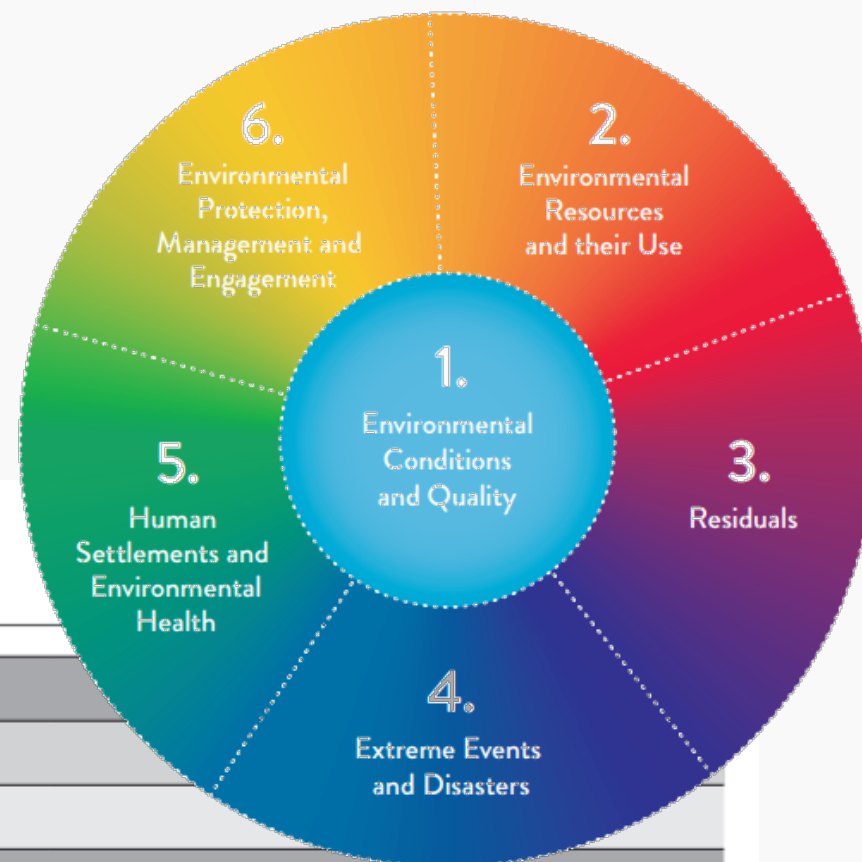 1.
Environmental
Conditions
and Quality
2.
Environmental
Resources
and their Use
3.
Residuals
4.
Extreme Events
and Disasters
5.
Human
Settlements and
Environmental
Health
6.
Environmental
Protection,
Management and
Engagement